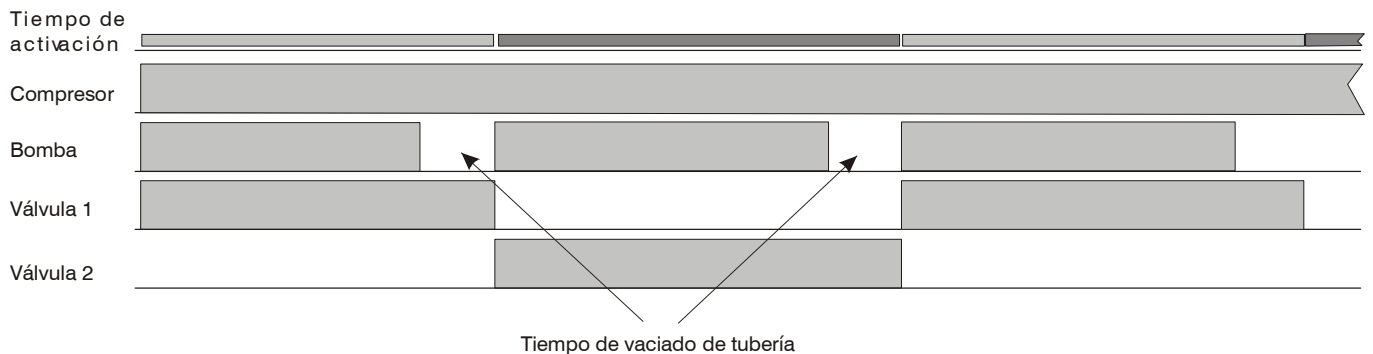 Tiempo de
activación
Compresor
Bomba
Válvula 1
Válvula 2
Tiempo de vaciado de tubería